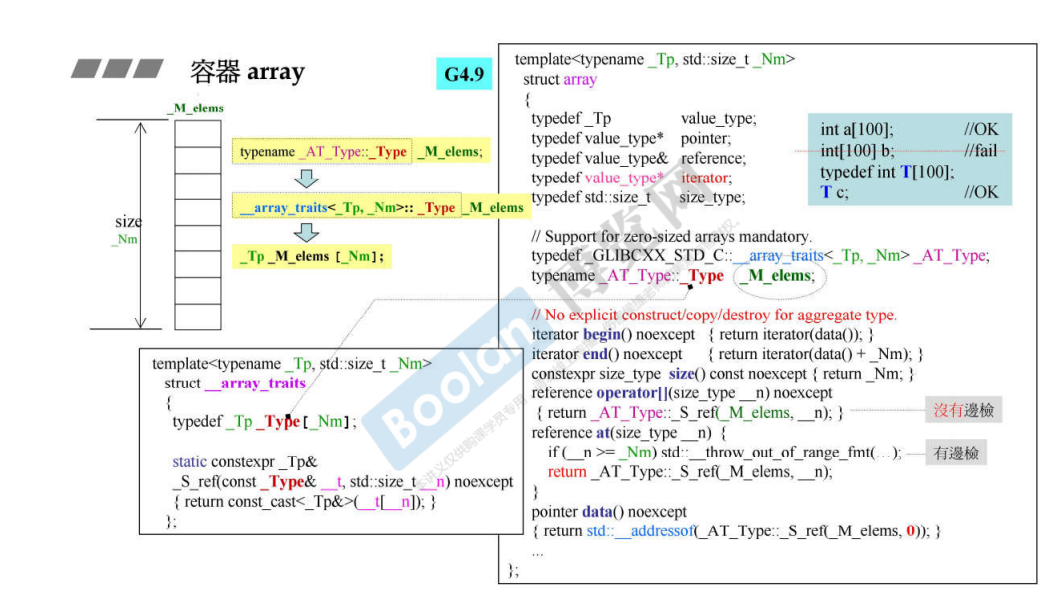 容器 array
G4.9
_M_elems
size
_Nm
typename _AT_Type::_Type _M_elems;
__array_traits<_Tp, _Nm>:: _Type _M_elems
_Tp _M_elems [_Nm];
template<typename _Tp, std::size_t _Nm>
struct __array_traits
{
typedef _Tp _Type[_Nm];
static constexpr _Tp&
_S_ref(const _Type& __t, std::size_t __n) noexcept
{ return const_cast<_Tp&>(__t[__n]); }
};
template<typename _Tp, std::size_t _Nm>
struct array
{
typedef _Tp value_type;
typedef value_type* pointer;
typedef value_type& reference;
typedef value_type* iterator;
typedef std::size_t size_type;
// Support for zero-sized arrays mandatory.
typedef _GLIBCXX_STD_C::__array_traits<_Tp, _Nm> _AT_Type;
typename _AT_Type::_Type _M_elems;
// No explicit construct/copy/destroy for aggregate type.
iterator begin() noexcept { return iterator(data()); }
iterator end() noexcept { return iterator(data() + _Nm); }
constexpr size_type size() const noexcept { return _Nm; }
reference operator[](size_type __n) noexcept
{ return _AT_Type::_S_ref(_M_elems, __n); }
沒有邊檢
reference at(size_type __n) {
if (__n >= _Nm) std::__throw_out_of_range_fmt(...);
有邊檢
return _AT_Type::_S_ref(_M_elems, __n);
}
pointer data() noexcept
{ return std::__addressof(_AT_Type::_S_ref(_M_elems, 0)); }
...
};
int a[100]; //OK
int[100] b; //fail
typedef int T[100];
T c; //OK
Boolan 博览网